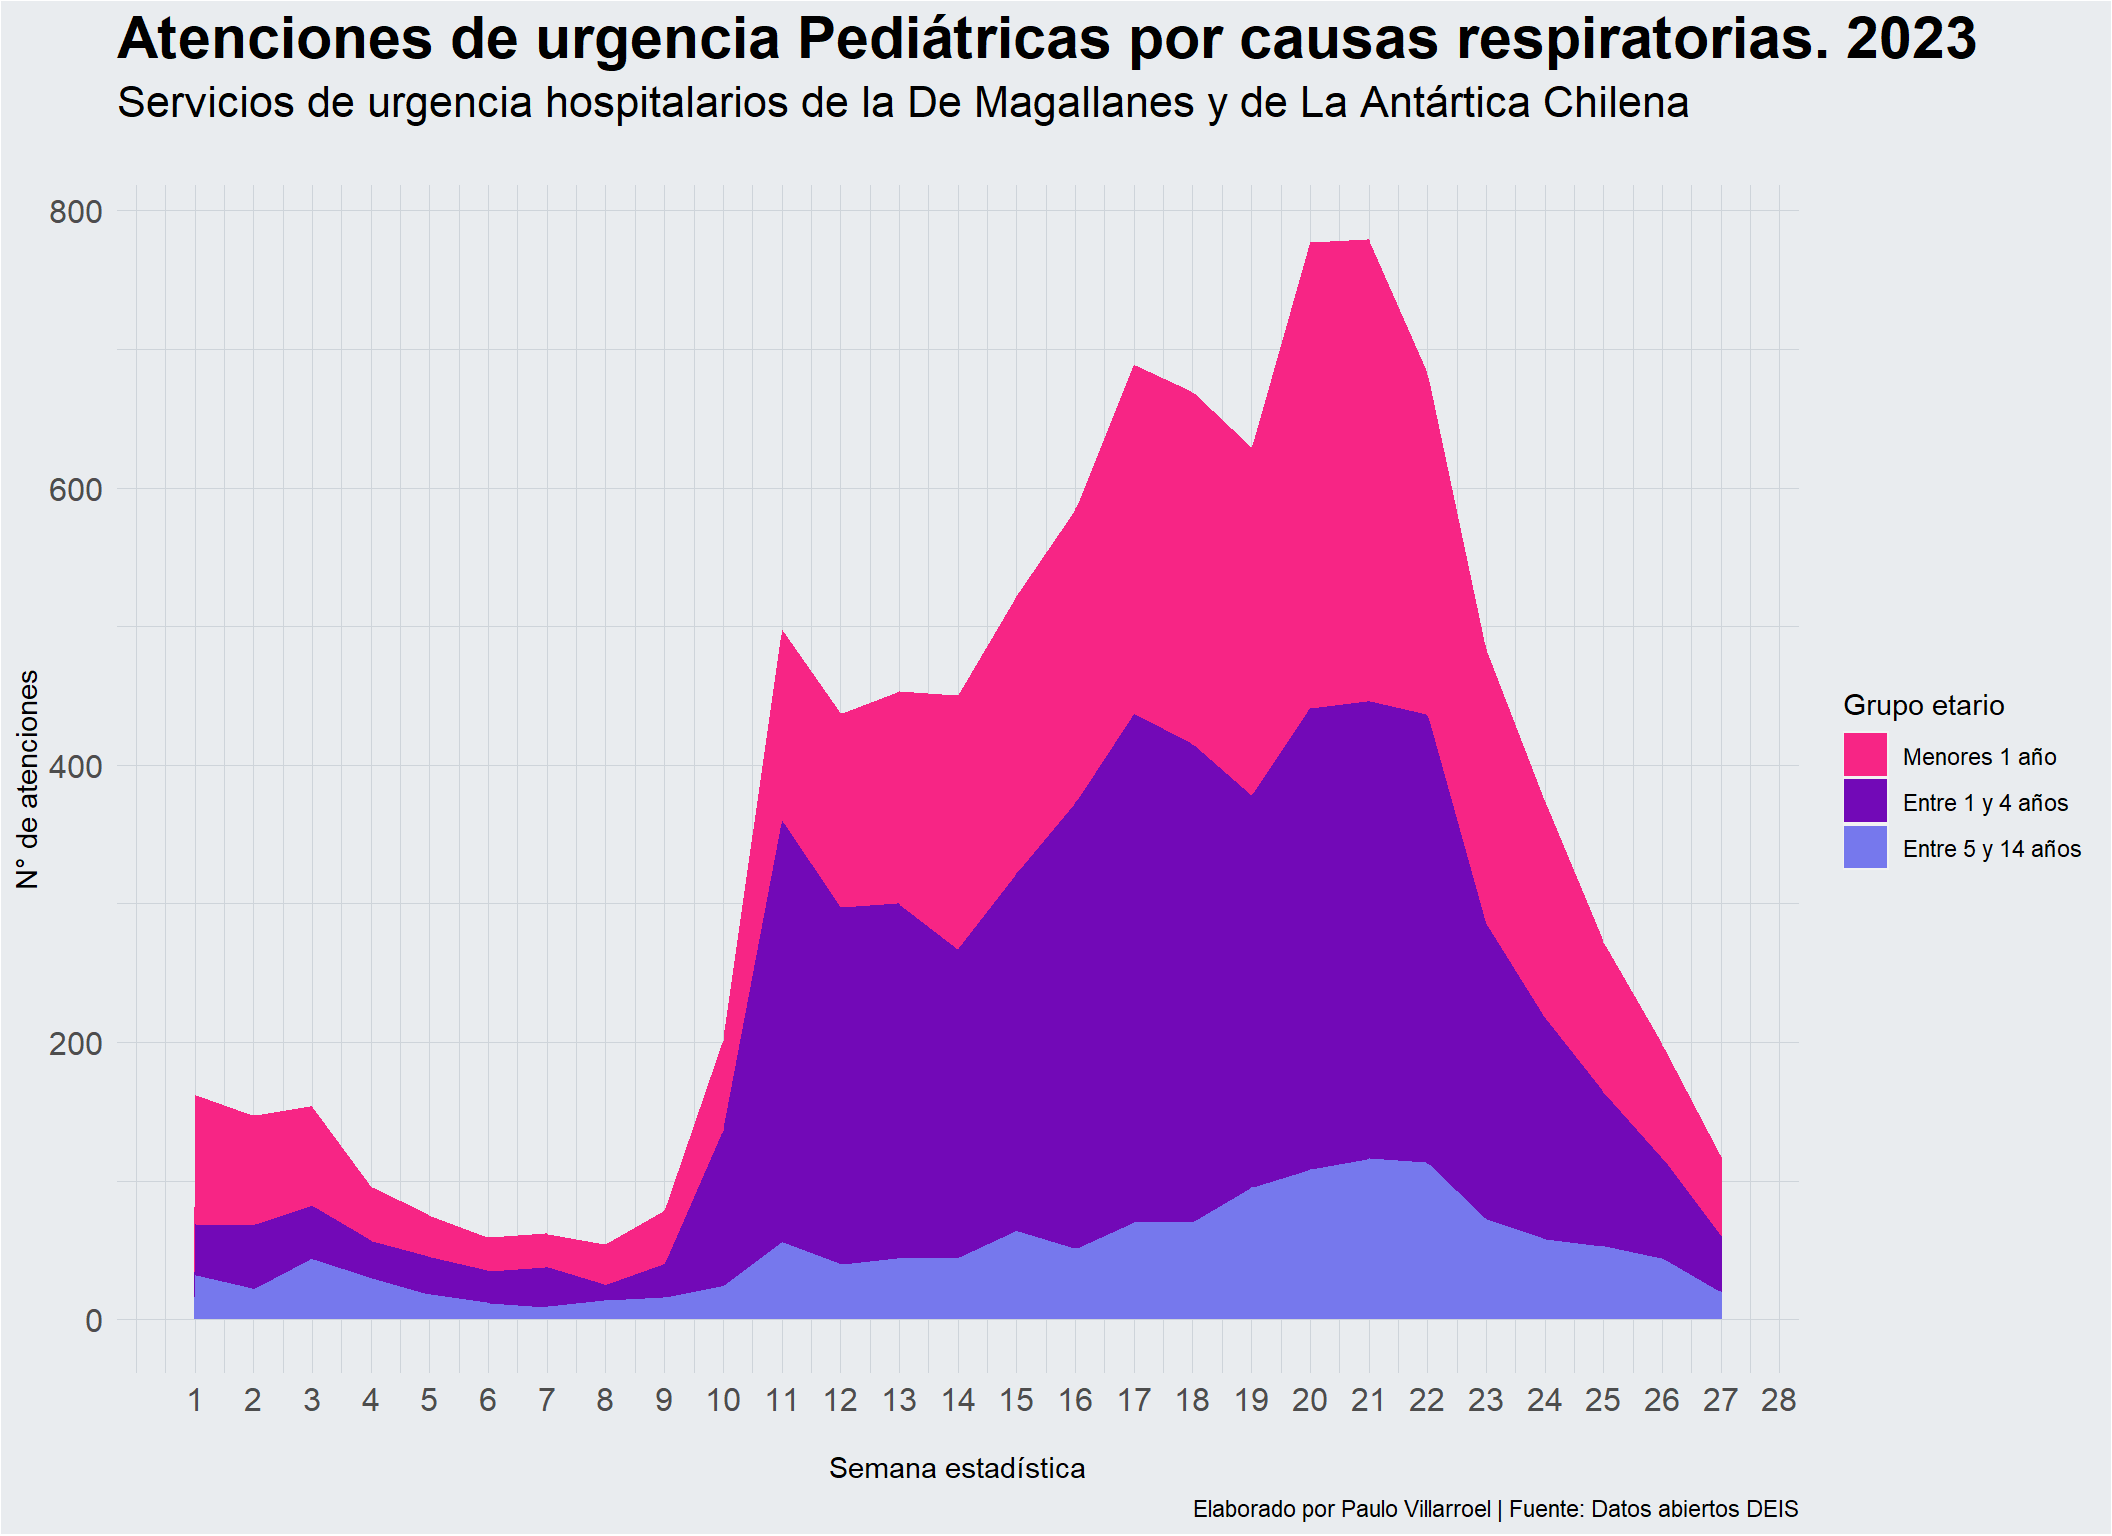 Atenciones de urgencia Pediátricas por causas respiratorias. 2023
Servicios de urgencia hospitalarios de la De Magallanes y de La Antártica Chilena
800
600
400
200
0
N° de atenciones
1 2 3 4 5 6 7 8 9 10 11 12 13 14 15 16 17 18 19 20 21 22 23 24 25 26 27 28
Semana estadística
Grupo etario
Menores 1 año
Entre 1 y 4 años
Entre 5 y 14 años
Elaborado por Paulo Villarroel | Fuente: Datos abiertos DEIS